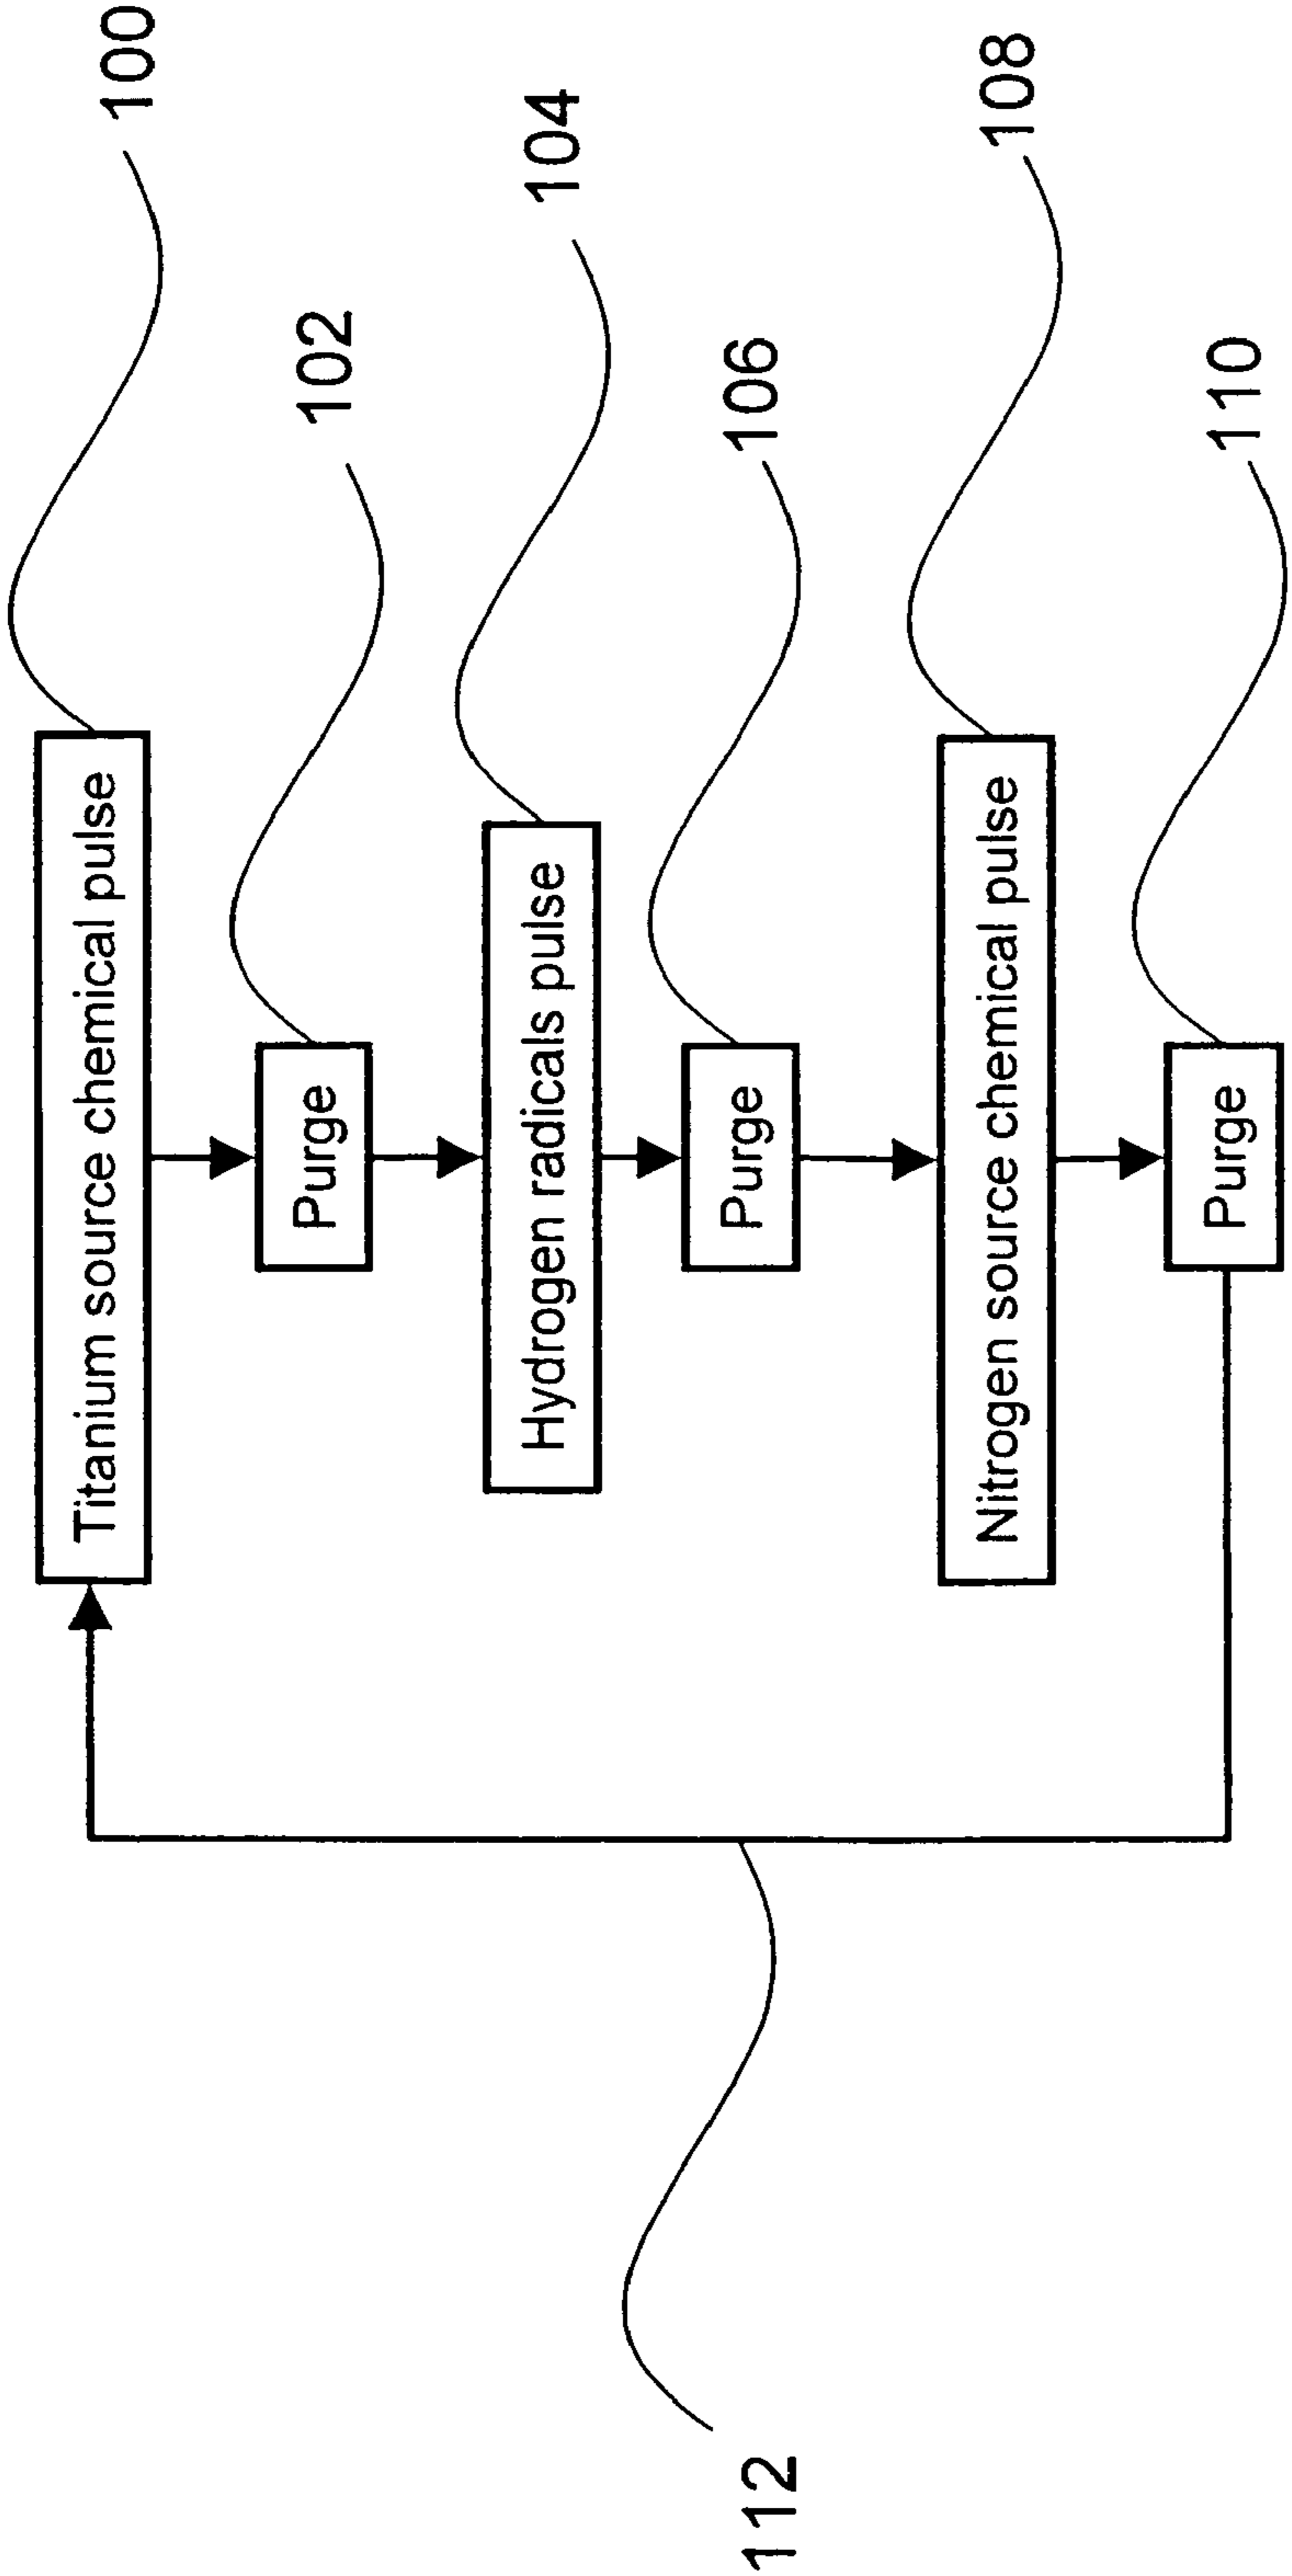 Titanium source chemical pulse
100
Purge
102
Hydrogen radicals pulse
104
Purge
106
Nitrogen source chemical pulse
108
Purge
110
112